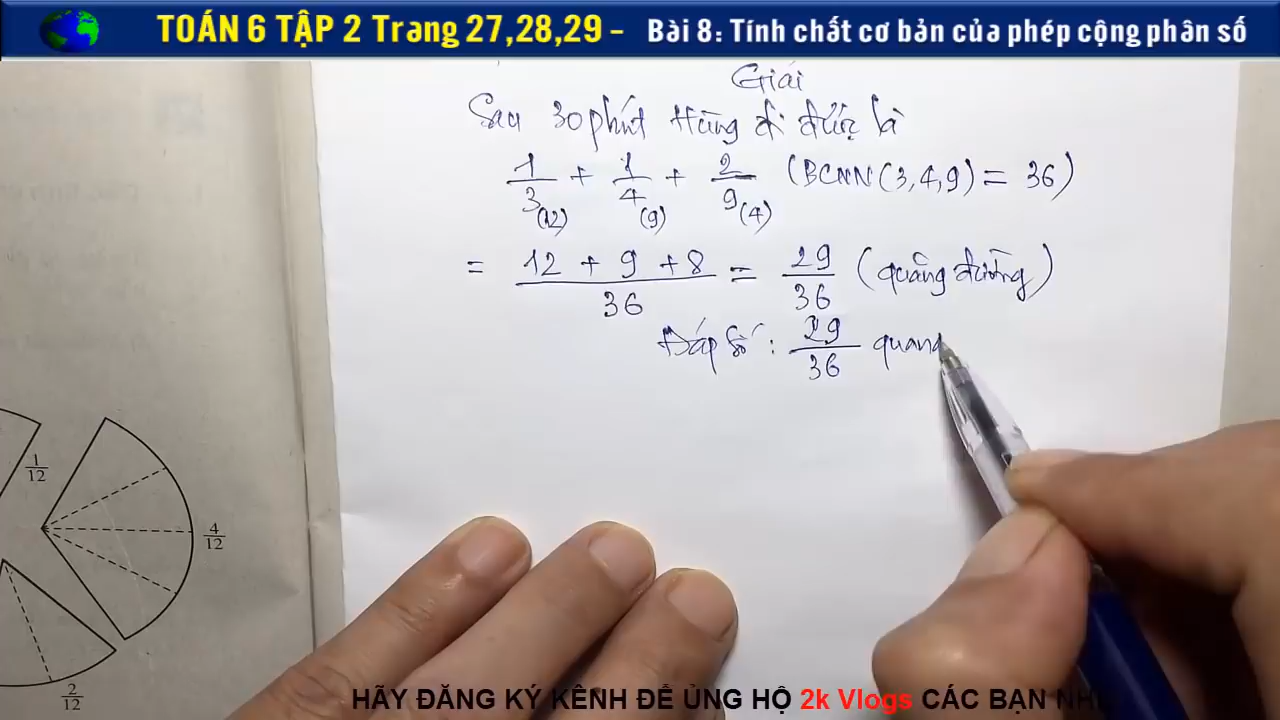 TOÁN 6 TẬP 2 Trang 27,28,29 - Bài 8: Tính chất cơ bản của phép cộng phân số
Giải
Sau 30 phút Hùng đi được là
1/3 (12) + 1/4 (9) + 2/9 (4) (BCNN(3,4,9) = 36)
= 12 + 9 + 8 / 36 = 29/36 (quãng đường)
Đáp số: 29/36 quang
1/12
4/12
2/12
HÃY ĐĂNG KÝ KÊNH ĐỂ ỦNG HỘ 2k Vlogs CÁC BẠN NHÉ